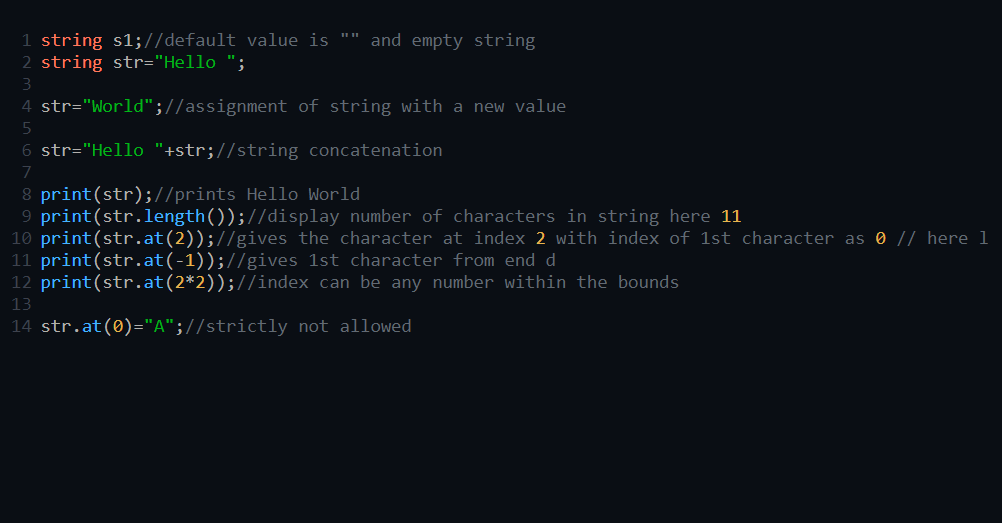 1 string s1;//default value is "" and empty string
2 string str="Hello ";
3
4 str="World";//assignment of string with a new value
5
6 str="Hello "+str;//string concatenation
7
8 print(str);//prints Hello World
9 print(str.length());//display number of characters in string here 11
10 print(str.at(2));//gives the character at index 2 with index of 1st character as 0 // here l
11 print(str.at(-1));//gives 1st character from end d
12 print(str.at(2*2));//index can be any number within the bounds
13
14 str.at(0)="A";//strictly not allowed